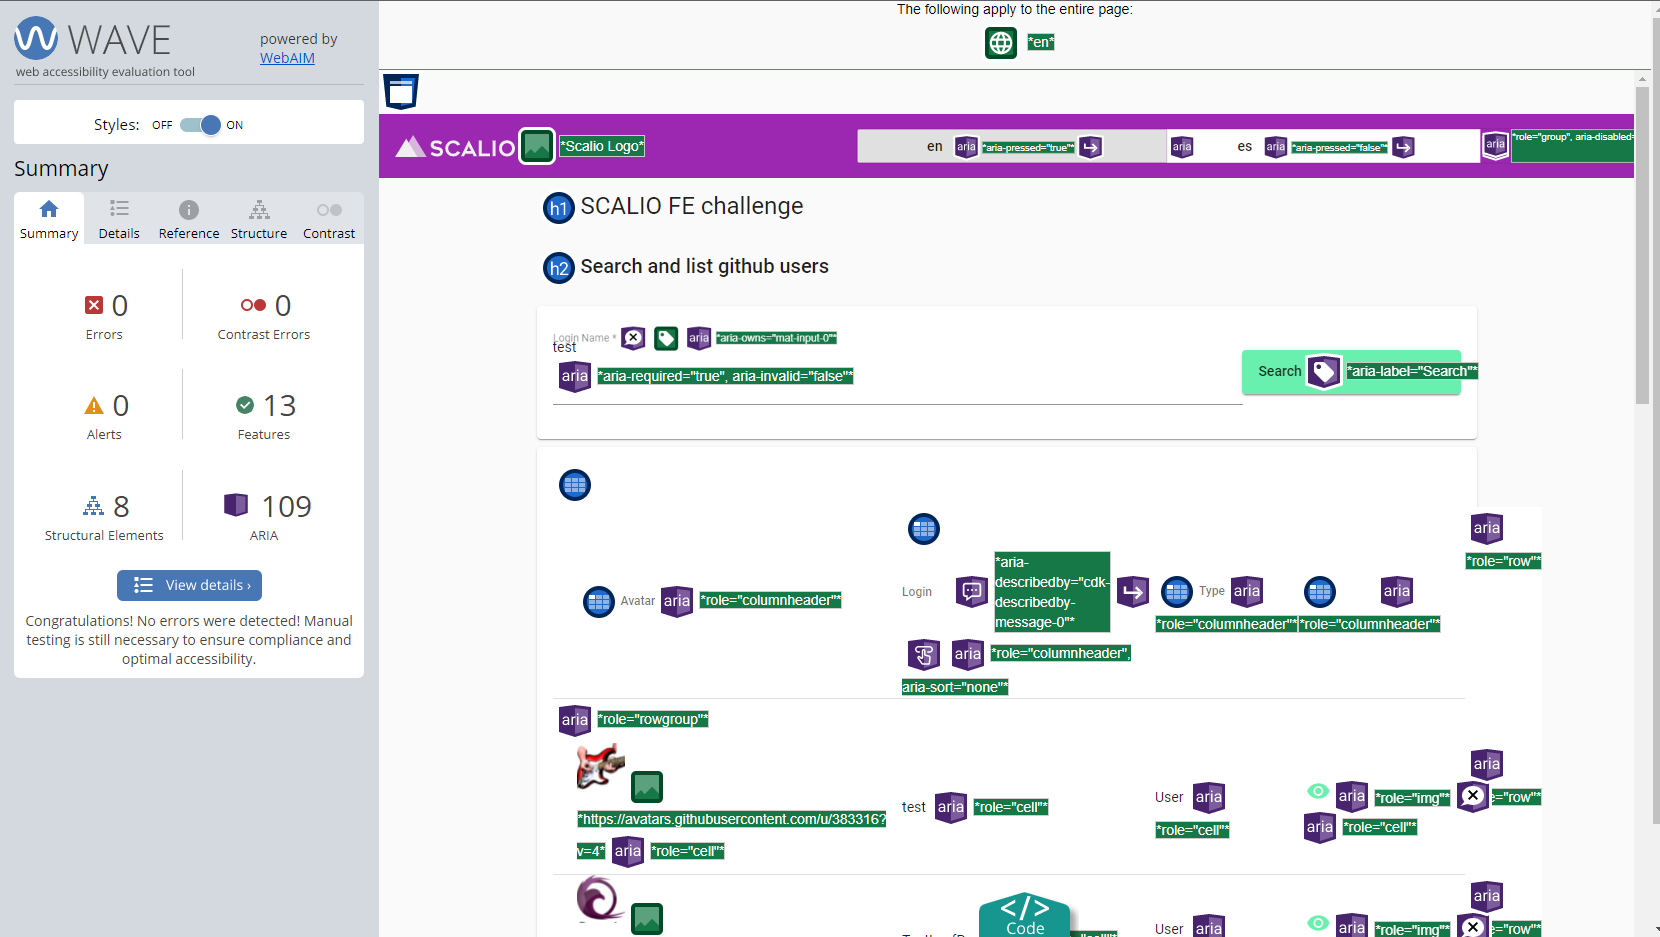 WAVE
web accessibility evaluation tool
powered by
WebAIM
Styles: OFF ON
Summary
Summary Details Reference Structure Contrast
0
Errors
0
Contrast Errors
0
Alerts
13
Features
8
Structural Elements
109
ARIA
View details ›
Congratulations! No errors were detected! Manual
testing is still necessary to ensure compliance and
optimal accessibility.
The following apply to the entire page:
*en*
SCALIO *Scalio Logo*
en aria *aria-pressed="true"* aria es aria *aria-pressed="false"* aria *role="group", aria-disabled=
h1 SCALIO FE challenge
h2 Search and list github users
Login Name * aria *aria-owns="mat-input-0"*
test
aria *aria-required="true", aria-invalid="false"*
Search *aria-label="Search"*
aria
*role="row"*
Avatar aria *role="columnheader"*
Login
*aria-
describedby="cdk-
describedby-
message-0"*
aria *role="columnheader",
aria-sort="none"*
Type aria
*role="columnheader"*
aria
*role="columnheader"*
aria *role="rowgroup"*
*https://avatars.githubusercontent.com/u/383316?
v=4* aria *role="cell"*
test aria *role="cell"*
User aria
*role="cell"*
aria *role="img"*
aria *role="cell"*
aria
="row"*
</> Code
User aria
aria *role="img"*
aria
="row"*